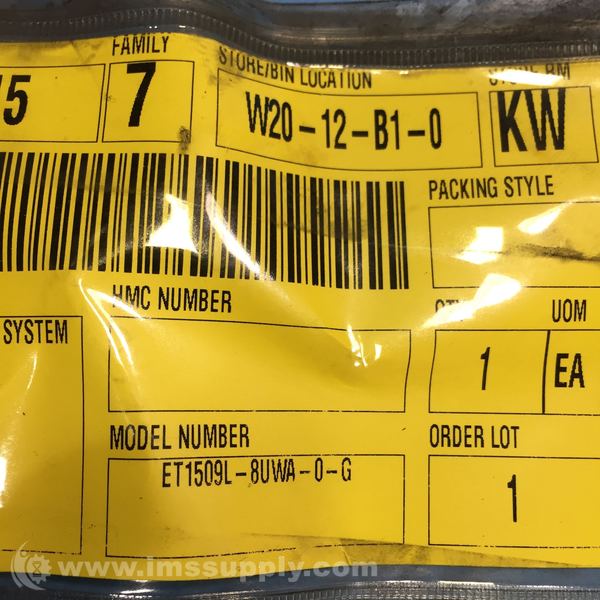 FAMILY
STORE/BIN LOCATION
7
W20-12-B1-0
KW
PACKING STYLE
HMC NUMBER
SYSTEM
QTY
UOM
1
EA
MODEL NUMBER
ORDER LOT
ET1509L-8UWA-0-G
1
www.imssupply.com